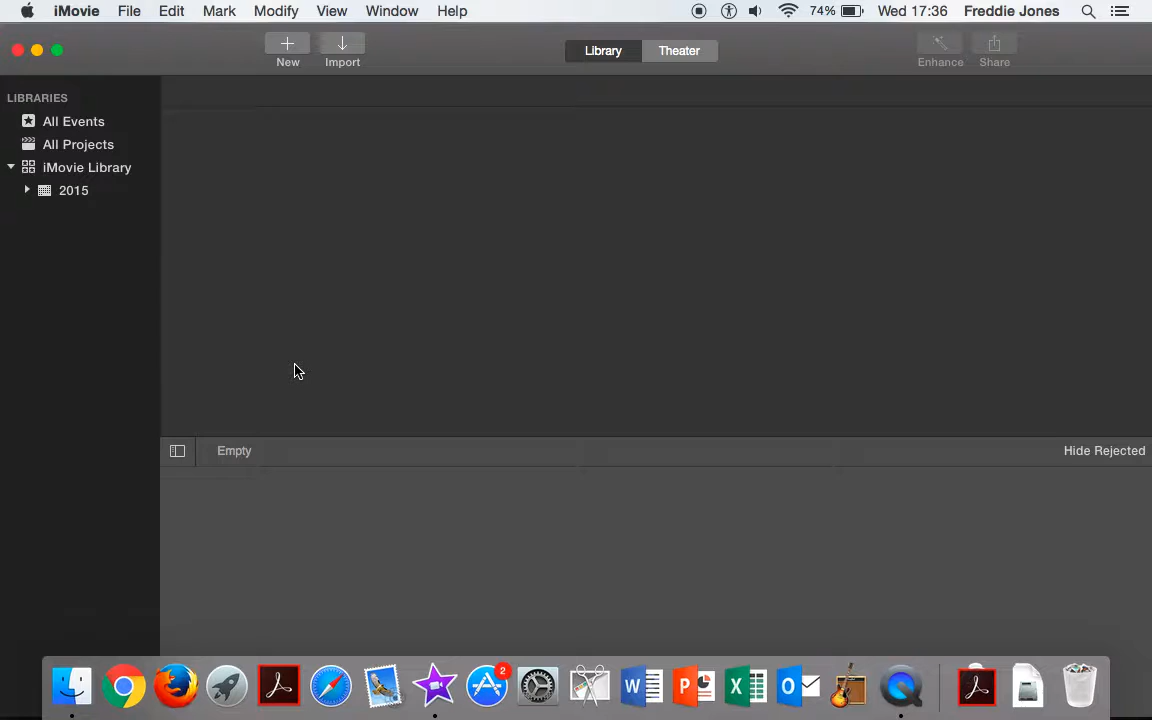 iMovie File Edit Mark Modify View Window Help 74% Wed 17:36 Freddie Jones
New Import Library Theater Enhance Share
LIBRARIES
All Events
All Projects
iMovie Library
2015
Empty Hide Rejected
2
W P X O